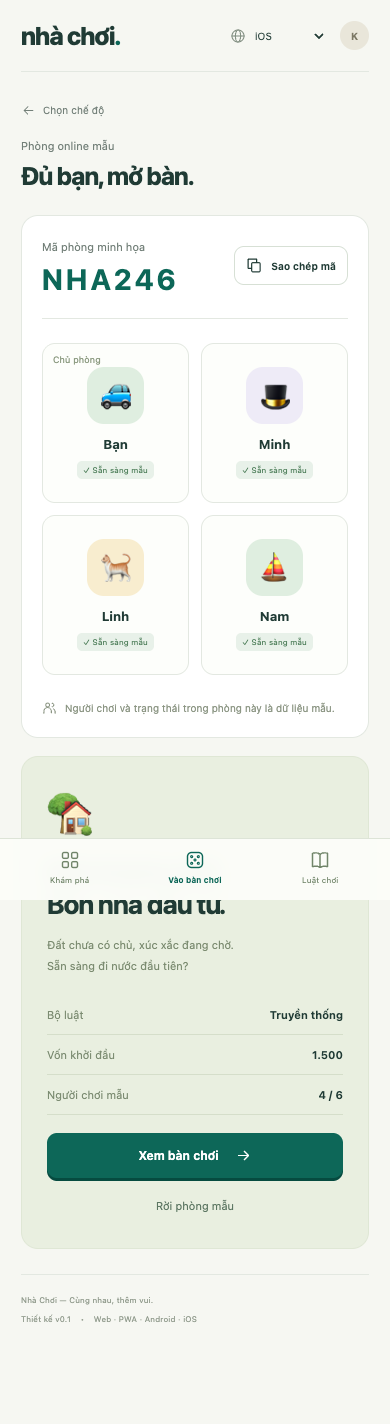 nhà chơi.
iOS
K
Chọn chế độ
Phòng online mẫu
Đủ bạn, mở bàn.
Mã phòng minh họa
NHA246
Sao chép mã
Chủ phòng
Bạn
✓ Sẵn sàng mẫu
Minh
✓ Sẵn sàng mẫu
Linh
✓ Sẵn sàng mẫu
Nam
✓ Sẵn sàng mẫu
Người chơi và trạng thái trong phòng này là dữ liệu mẫu.
Khám phá
Vào bàn chơi
Luật chơi
Bốn nhà đầu tư.
Đất chưa có chủ, xúc xắc đang chờ.
Sẵn sàng đi nước đầu tiên?
Bộ luật
Truyền thống
Vốn khởi đầu
1.500
Người chơi mẫu
4 / 6
Xem bàn chơi
Rời phòng mẫu
Nhà Chơi — Cùng nhau, thêm vui.
Thiết kế v0.1 • Web · PWA · Android · iOS